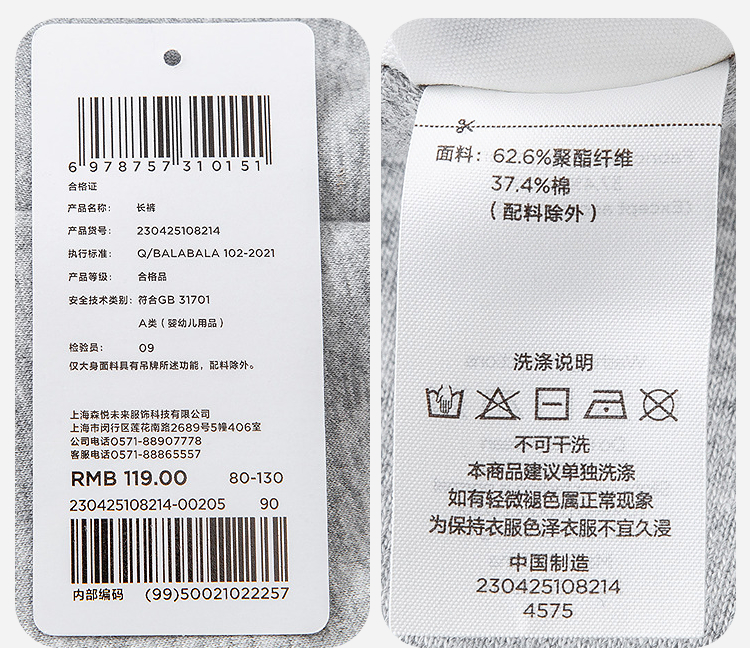 6 978757 310151
合格证
产品名称: 长裤
产品货号: 230425108214
执行标准: Q/BALABALA 102-2021
产品等级: 合格品
安全技术类别: 符合GB 31701
A类（婴幼儿用品）
检验员: 09
仅大身面料具有吊牌所述功能，配料除外。
上海森悦未来服饰科技有限公司
上海市闵行区莲花南路2689号5幢406室
公司电话0571-88907778
客服电话0571-88865557
RMB 119.00 80-130
230425108214-00205 90
内部编码 (99)50021022257
面料: 62.6%聚酯纤维
37.4%棉
（配料除外）
洗涤说明
不可干洗
本商品建议单独洗涤
如有轻微褪色属正常现象
为保持衣服色泽衣服不宜久浸
中国制造
230425108214
4575